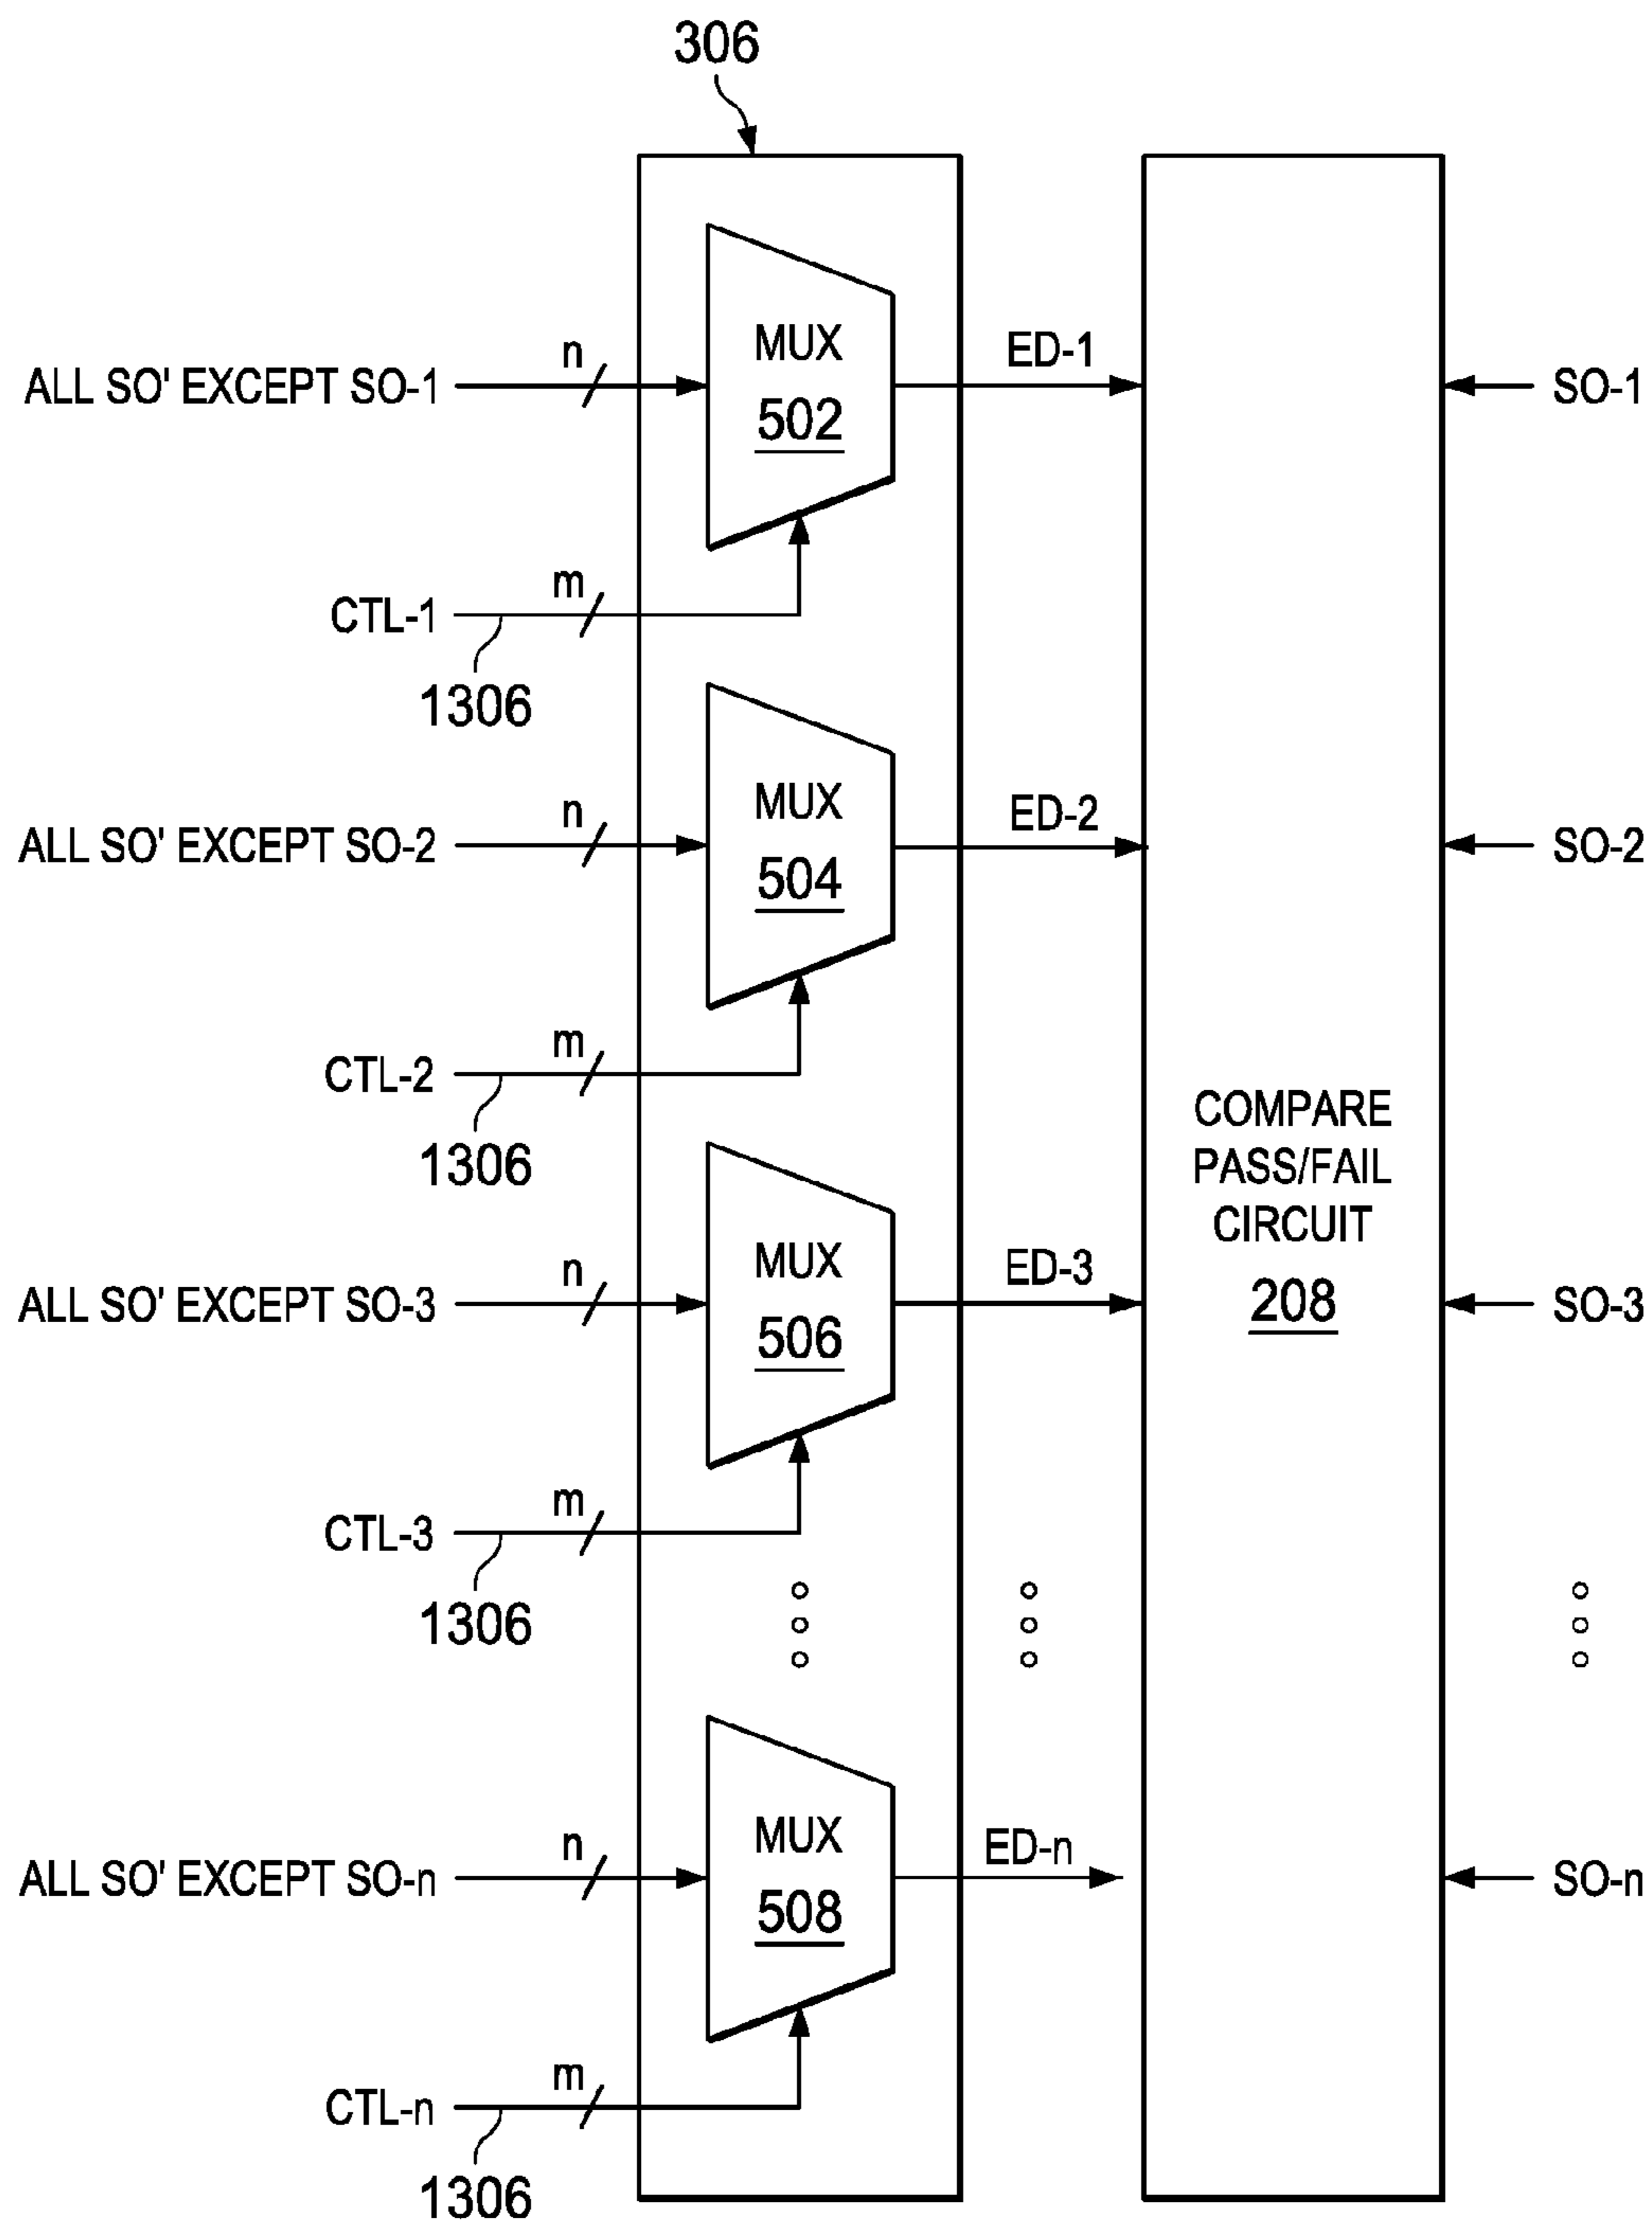 306
MUX
502
n
ED-1
ALL SO' EXCEPT SO-1
SO-1
m
CTL-1
1306
MUX
504
n
ED-2
ALL SO' EXCEPT SO-2
SO-2
m
CTL-2
1306
COMPARE
PASS/FAIL
CIRCUIT
208
MUX
506
n
ED-3
ALL SO' EXCEPT SO-3
SO-3
m
CTL-3
1306
MUX
508
n
ED-n
ALL SO' EXCEPT SO-n
SO-n
m
CTL-n
1306